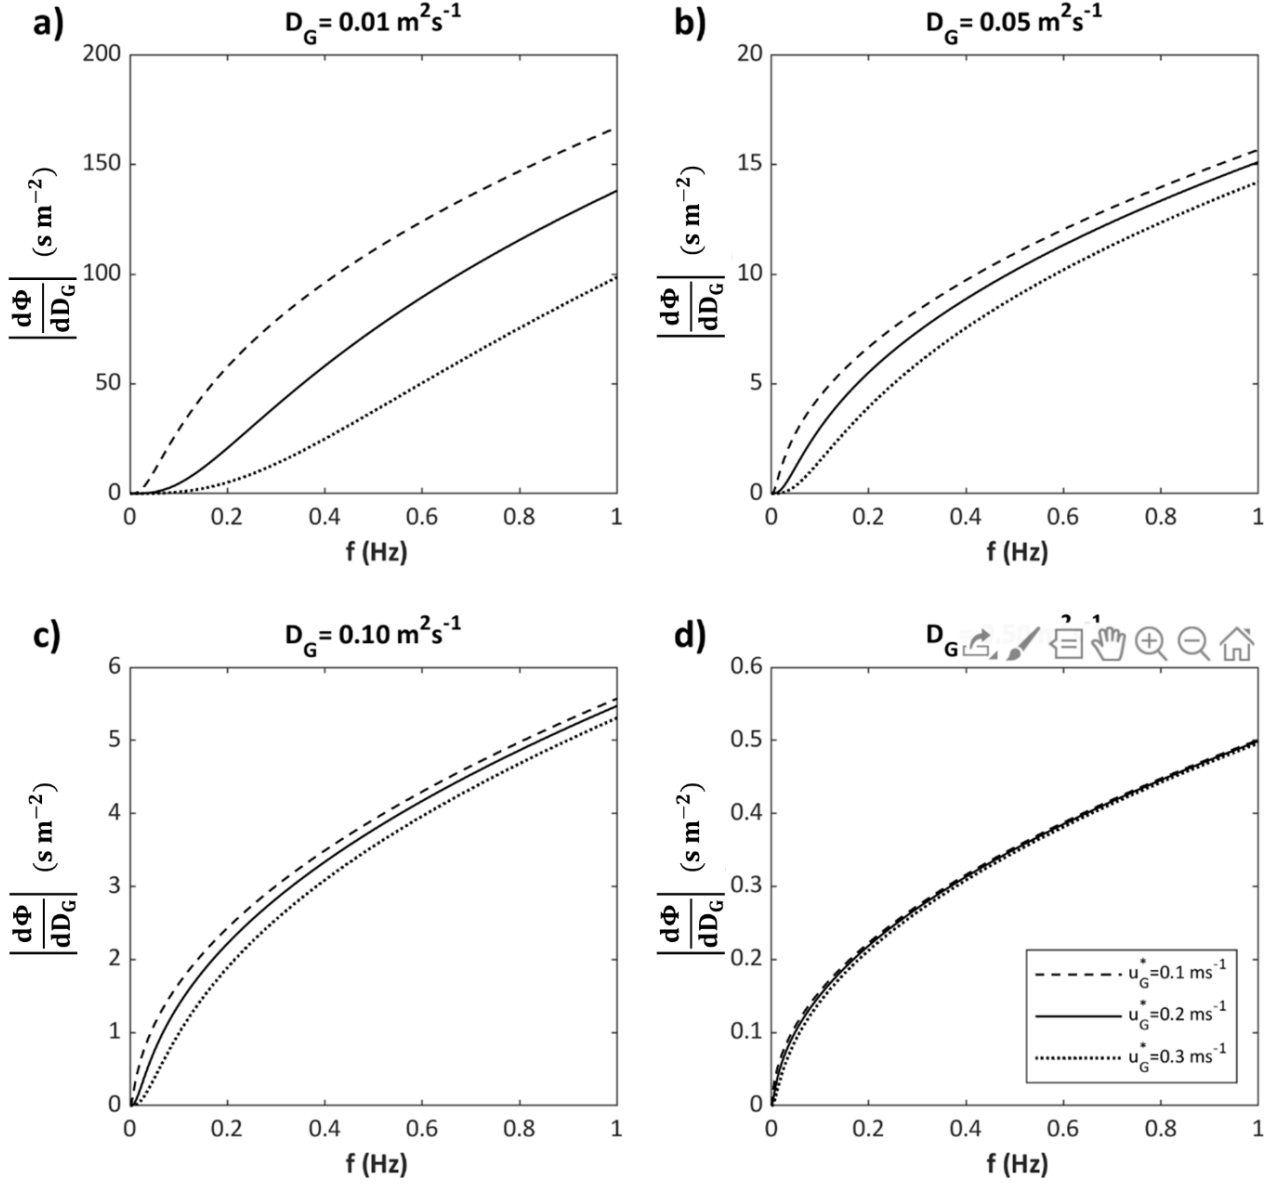 a) D_G= 0.01 m²s⁻¹
200
150
100
50
0
0 0.2 0.4 0.6 0.8 1
f (Hz)
|dΦ/dD_G| (s m⁻²)
b) D_G= 0.05 m²s⁻¹
20
15
10
5
0
0 0.2 0.4 0.6 0.8 1
f (Hz)
|dΦ/dD_G| (s m⁻²)
c) D_G= 0.10 m²s⁻¹
6
5
4
3
2
1
0
0 0.2 0.4 0.6 0.8 1
f (Hz)
|dΦ/dD_G| (s m⁻²)
d) D_G
0.6
0.5
0.4
0.3
0.2
0.1
0
0 0.2 0.4 0.6 0.8 1
f (Hz)
|dΦ/dD_G| (s m⁻²)
u_G^*=0.1 ms⁻¹
u_G^*=0.2 ms⁻¹
u_G^*=0.3 ms⁻¹